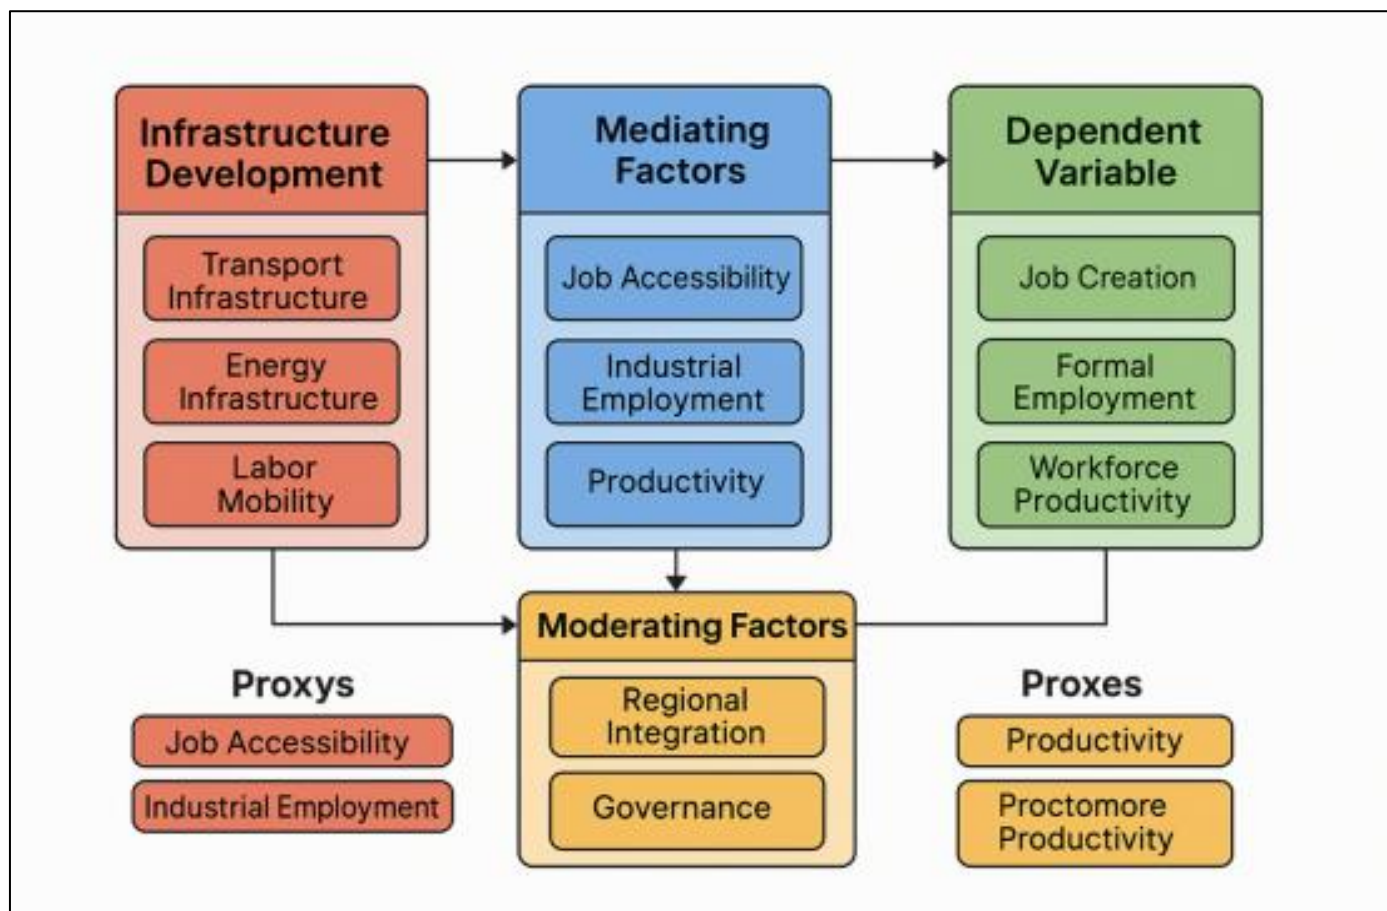 Infrastructure
Development
Transport
Infrastructure
Energy
Infrastructure
Labor
Mobility
Mediating
Factors
Job Accessibility
Industrial
Employment
Productivity
Dependent
Variable
Job Creation
Formal
Employment
Workforce
Productivity
Moderating Factors
Regional
Integration
Governance
Proxys
Job Accessibility
Industrial Employment
Proxes
Productivity
Proctomore
Productivity